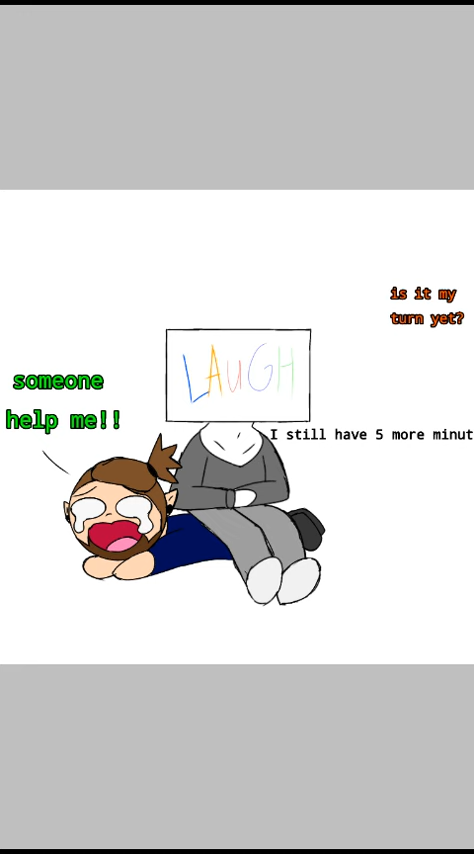 is it my
turn yet?
LAUGH
someone
help me!!
I still have 5 more minut